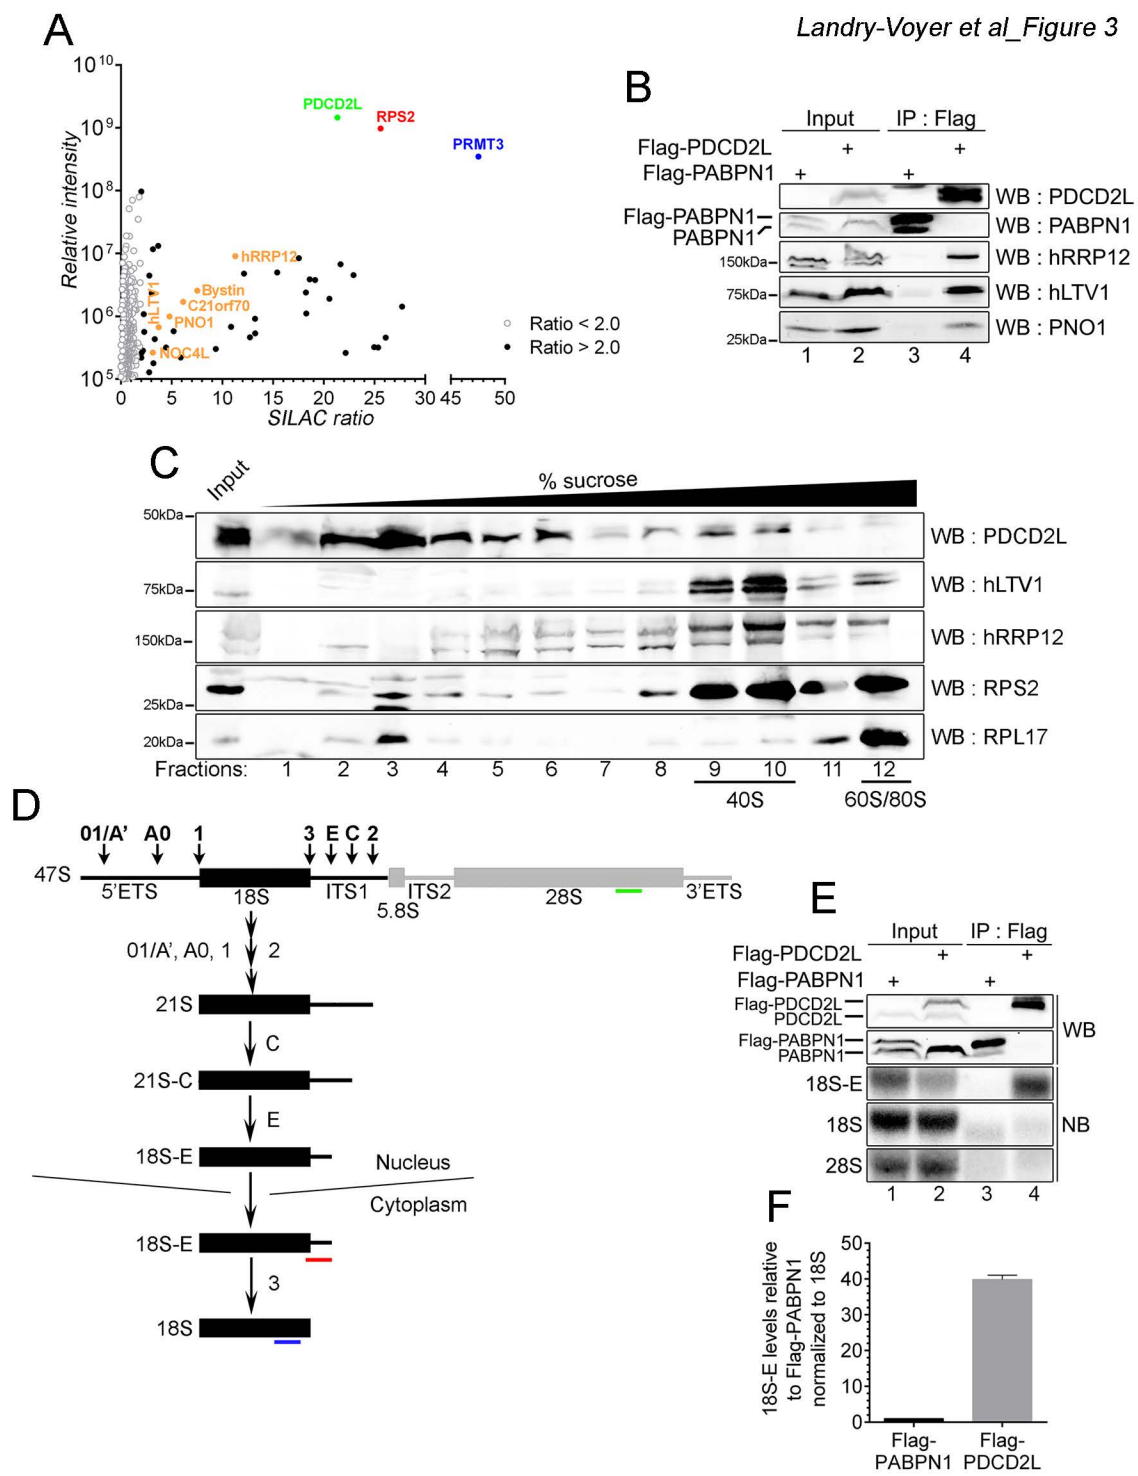 Landry-Voyer et al_Figure 3
A
Relative intensity
10^10
10^9
10^8
10^7
10^6
10^5
PDCD2L
RPS2
PRMT3
hRRP12
hLTV1
Bystin
C21orf70
PNO1
NOC4L
Ratio < 2.0
Ratio > 2.0
0 5 10 15 20 25 30 45 50
SILAC ratio
B
Input IP : Flag
Flag-PDCD2L + +
Flag-PABPN1 + +
WB : PDCD2L
Flag-PABPN1
PABPN1
WB : PABPN1
150kDa
WB : hRRP12
75kDa
WB : hLTV1
25kDa
WB : PNO1
1 2 3 4
C
Input
% sucrose
50kDa
WB : PDCD2L
75kDa
WB : hLTV1
150kDa
WB : hRRP12
25kDa
WB : RPS2
20kDa
WB : RPL17
Fractions: 1 2 3 4 5 6 7 8 9 10 11 12
40S 60S/80S
D
01/A’ A0 1 3 E C 2
47S
5’ETS 18S ITS1 5.8S ITS2 28S 3’ETS
01/A’, A0, 1 2
21S
C
21S-C
E
18S-E
Nucleus
Cytoplasm
18S-E
3
18S
E
Input IP : Flag
Flag-PDCD2L + +
Flag-PABPN1 + +
Flag-PDCD2L
PDCD2L
Flag-PABPN1
PABPN1
WB
18S-E
18S
28S
NB
1 2 3 4
F
18S-E levels relative
to Flag-PABPN1
normalized to 18S
50
40
30
20
10
0
Flag-
PABPN1
Flag-
PDCD2L